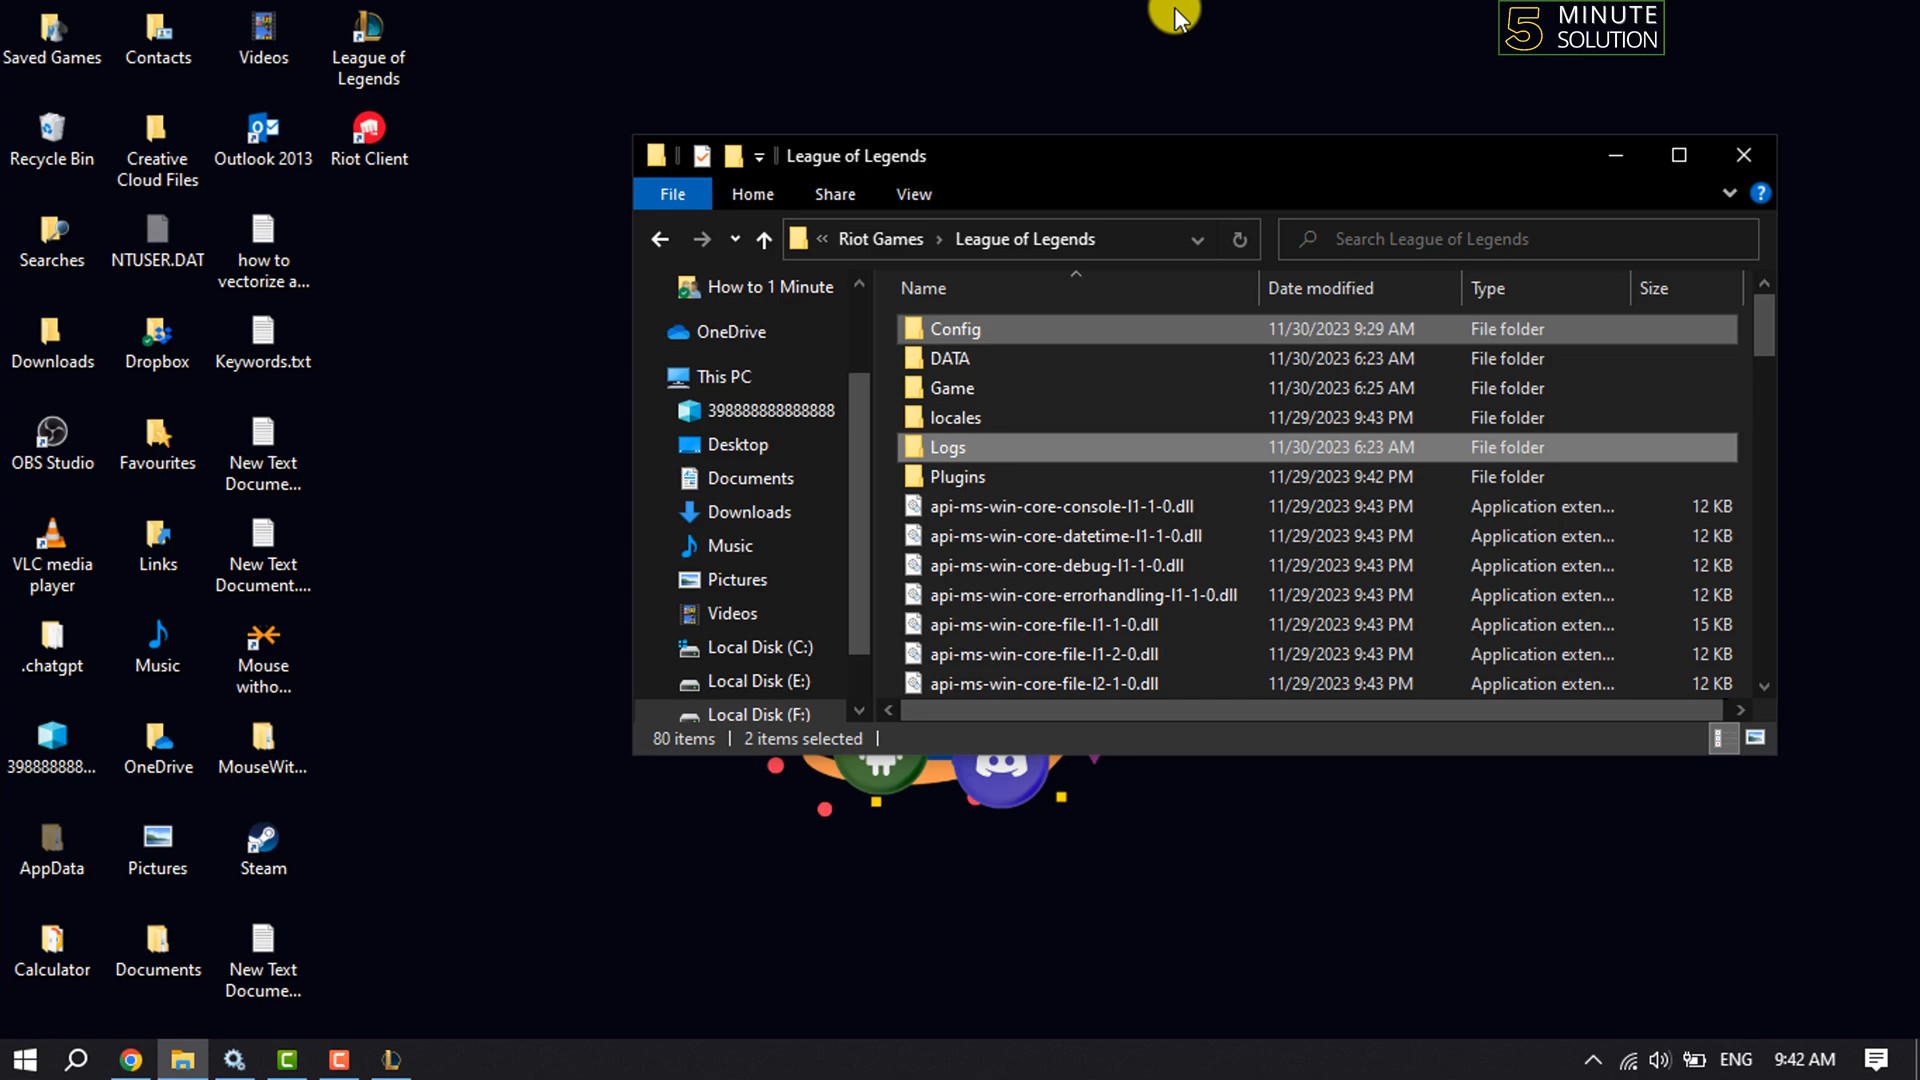 Saved Games
Contacts
Videos
League of
Legends
5 MINUTE
SOLUTION
Recycle Bin
Creative
Cloud Files
Outlook 2013
Riot Client
Searches
NTUSER.DAT
how to
vectorize a...
Downloads
Dropbox
Keywords.txt
OBS Studio
Favourites
New Text
Docume...
VLC media
player
Links
New Text
Document....
.chatgpt
Music
Mouse
witho...
398888888...
OneDrive
MouseWit...
AppData
Pictures
Steam
Calculator
Documents
New Text
Docume...
League of Legends
File
Home
Share
View
?
« Riot Games › League of Legends
Search League of Legends
How to 1 Minute
OneDrive
This PC
398888888888888
Desktop
Documents
Downloads
Music
Pictures
Videos
Local Disk (C:)
Local Disk (E:)
Local Disk (F:)
Name Date modified Type Size
Config 11/30/2023 9:29 AM File folder
DATA 11/30/2023 6:23 AM File folder
Game 11/30/2023 6:25 AM File folder
locales 11/29/2023 9:43 PM File folder
Logs 11/30/2023 6:23 AM File folder
Plugins 11/29/2023 9:42 PM File folder
api-ms-win-core-console-l1-1-0.dll 11/29/2023 9:43 PM Application exten... 12 KB
api-ms-win-core-datetime-l1-1-0.dll 11/29/2023 9:43 PM Application exten... 12 KB
api-ms-win-core-debug-l1-1-0.dll 11/29/2023 9:43 PM Application exten... 12 KB
api-ms-win-core-errorhandling-l1-1-0.dll 11/29/2023 9:43 PM Application exten... 12 KB
api-ms-win-core-file-l1-1-0.dll 11/29/2023 9:43 PM Application exten... 15 KB
api-ms-win-core-file-l1-2-0.dll 11/29/2023 9:43 PM Application exten... 12 KB
api-ms-win-core-file-l2-1-0.dll 11/29/2023 9:43 PM Application exten... 12 KB
80 items 2 items selected
ENG
9:42 AM